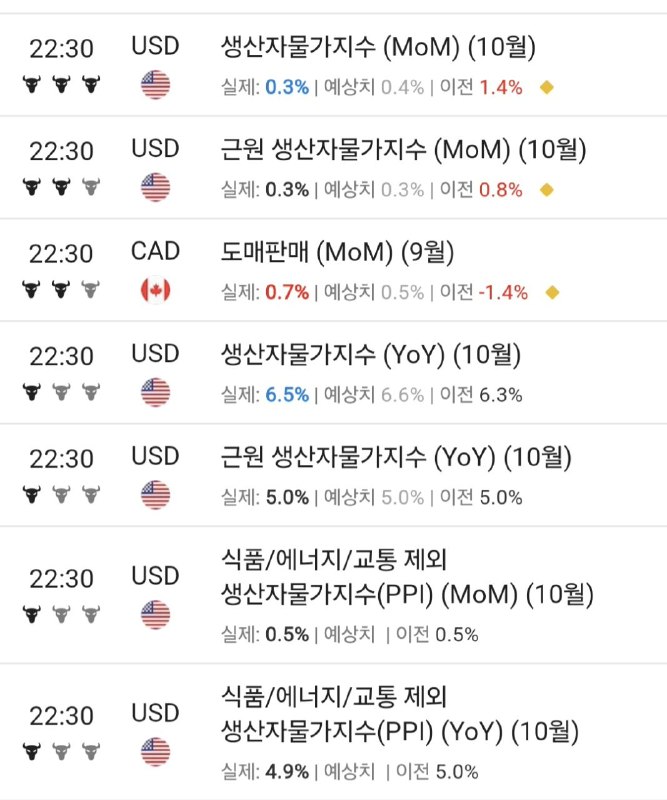 22:30 USD 생산자물가지수 (MoM) (10월)
실제: 0.3% | 예상치 0.4% | 이전 1.4%
22:30 USD 근원 생산자물가지수 (MoM) (10월)
실제: 0.3% | 예상치 0.3% | 이전 0.8%
22:30 CAD 도매판매 (MoM) (9월)
실제: 0.7% | 예상치 0.5% | 이전 -1.4%
22:30 USD 생산자물가지수 (YoY) (10월)
실제: 6.5% | 예상치 6.6% | 이전 6.3%
22:30 USD 근원 생산자물가지수 (YoY) (10월)
실제: 5.0% | 예상치 5.0% | 이전 5.0%
식품/에너지/교통 제외
22:30 USD 생산자물가지수(PPI) (MoM) (10월)
실제: 0.5% | 예상치 | 이전 0.5%
식품/에너지/교통 제외
22:30 USD 생산자물가지수(PPI) (YoY) (10월)
실제: 4.9% | 예상치 | 이전 5.0%